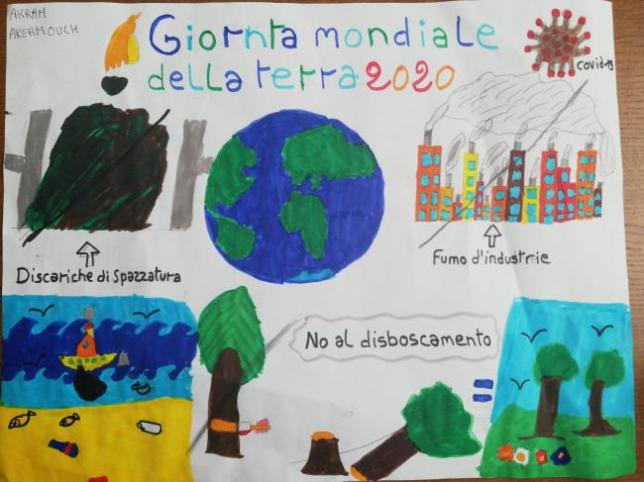 AKRAM
AKERMOUCH
Giornta mondiale
della terra 2020
covid-19
Discariche di Spazzatura
Fumo d'industrie
No al disboscamento